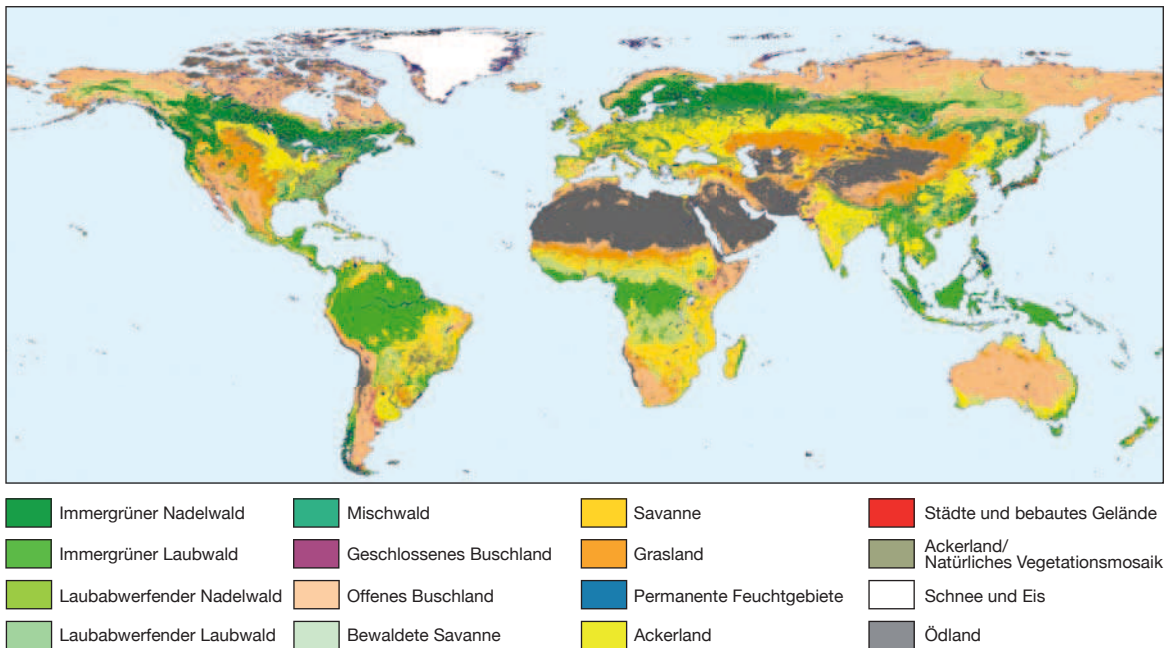 Immergrüner Nadelwald
Immergrüner Laubwald
Laubabwerfender Nadelwald
Laubabwerfender Laubwald
Mischwald
Geschlossenes Buschland
Offenes Buschland
Bewaldete Savanne
Savanne
Grasland
Permanente Feuchtgebiete
Ackerland
Städte und bebautes Gelände
Ackerland/
Natürliches Vegetationsmosaik
Schnee und Eis
Ödland